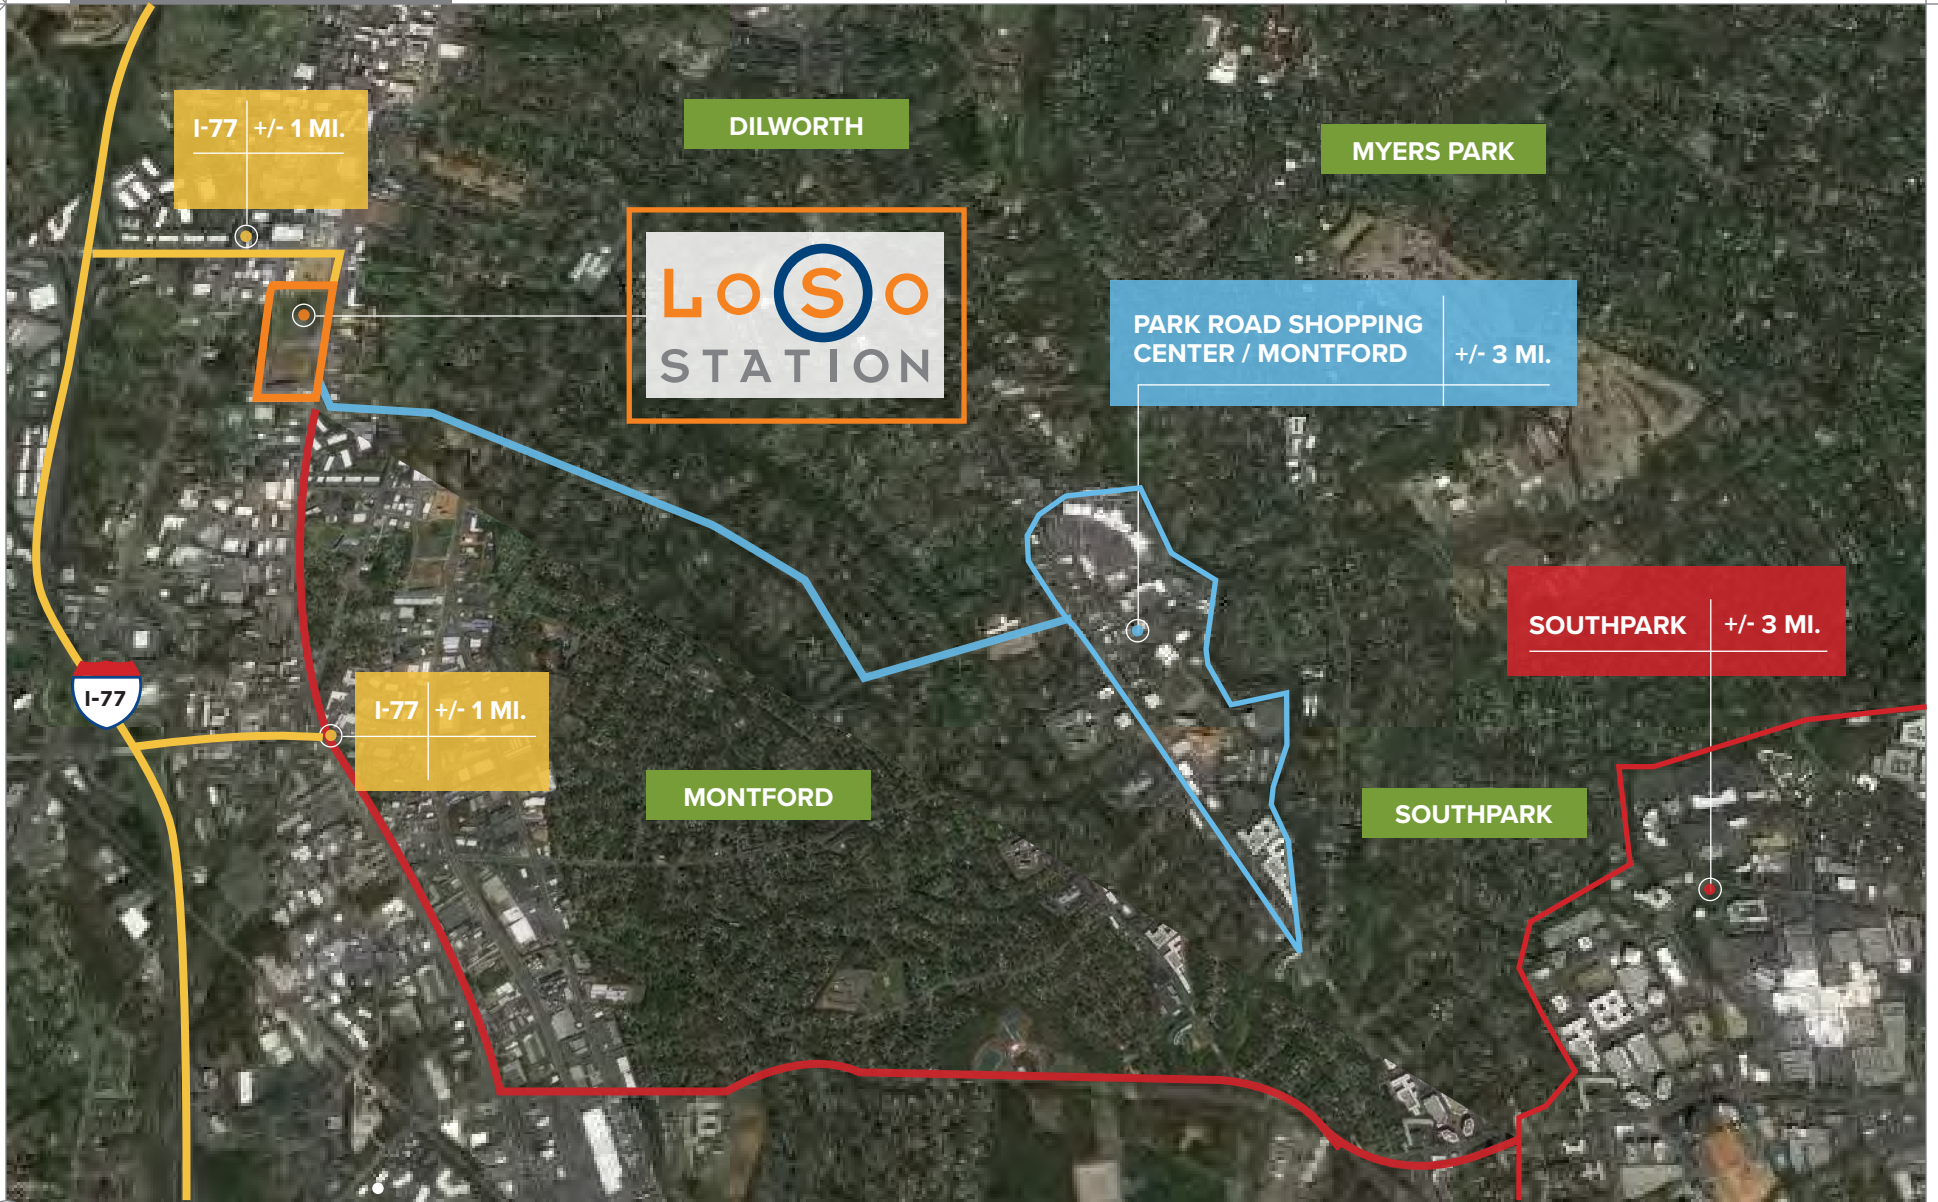 I-77 +/- 1 MI.
DILWORTH
MYERS PARK
LoSo
STATION
PARK ROAD SHOPPING
CENTER / MONTFORD +/- 3 MI.
SOUTHPARK +/- 3 MI.
I-77
I-77 +/- 1 MI.
MONTFORD
SOUTHPARK